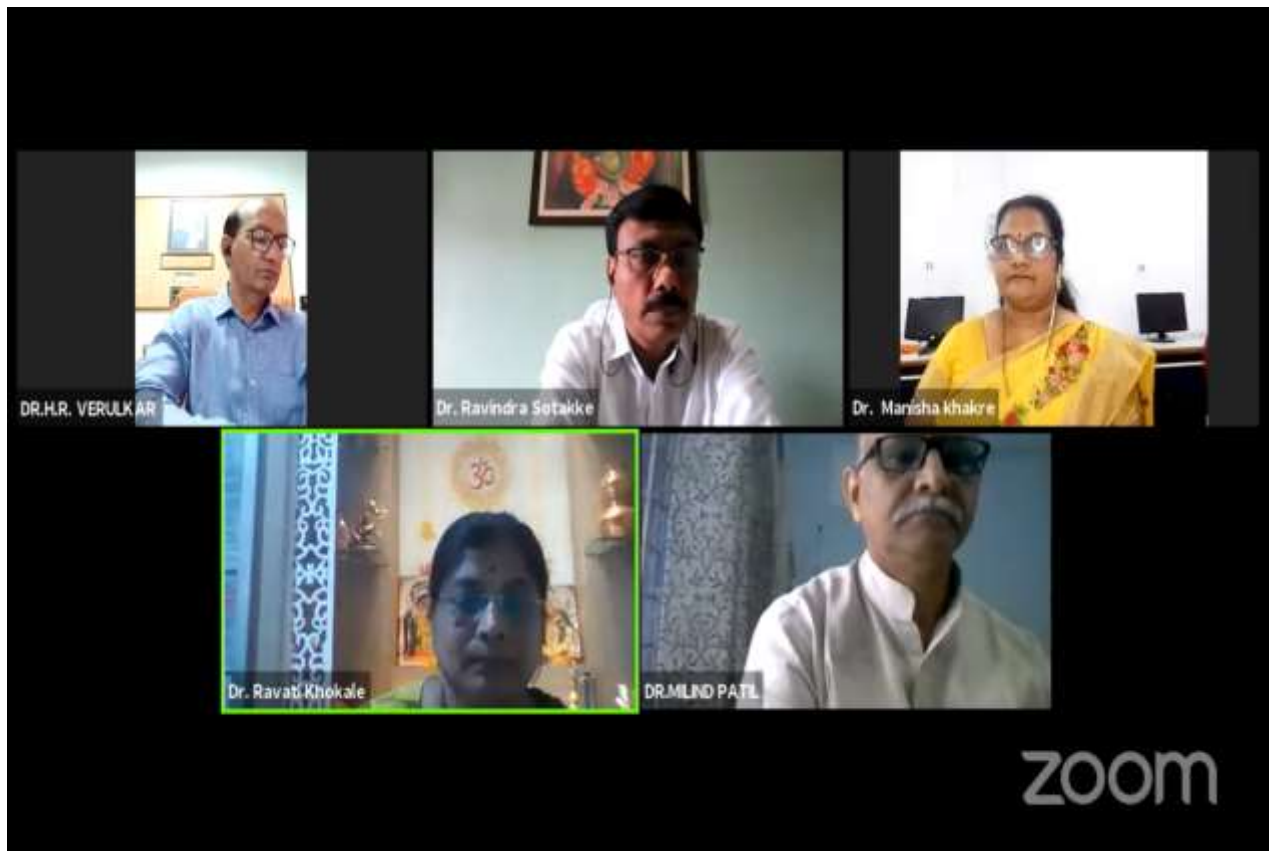 DR.H.R. VERULKAR
Dr. Ravindra Sotakke
Dr. Manisha khakre
ॐ
Dr. Ravati Khokale
DR.MILIND PATIL
zoom